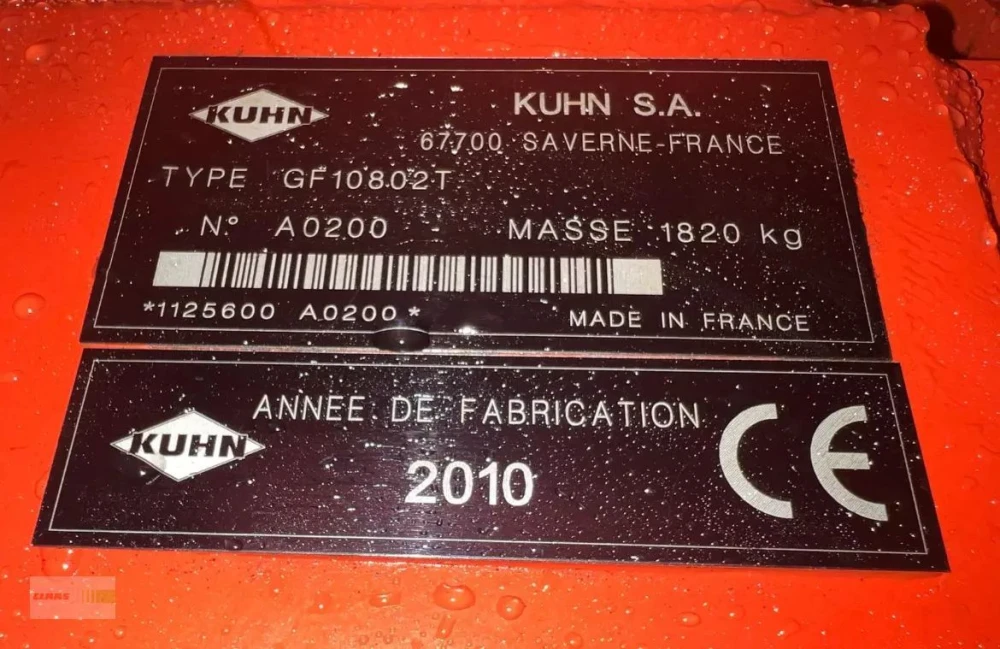 KUHN
KUHN S.A.
67700 SAVERNE-FRANCE
TYPE GF10802T
N° A0200 MASSE 1820 kg
*1125600 A0200*
MADE IN FRANCE
KUHN
ANNEE DE FABRICATION
2010
CE
CLAAS